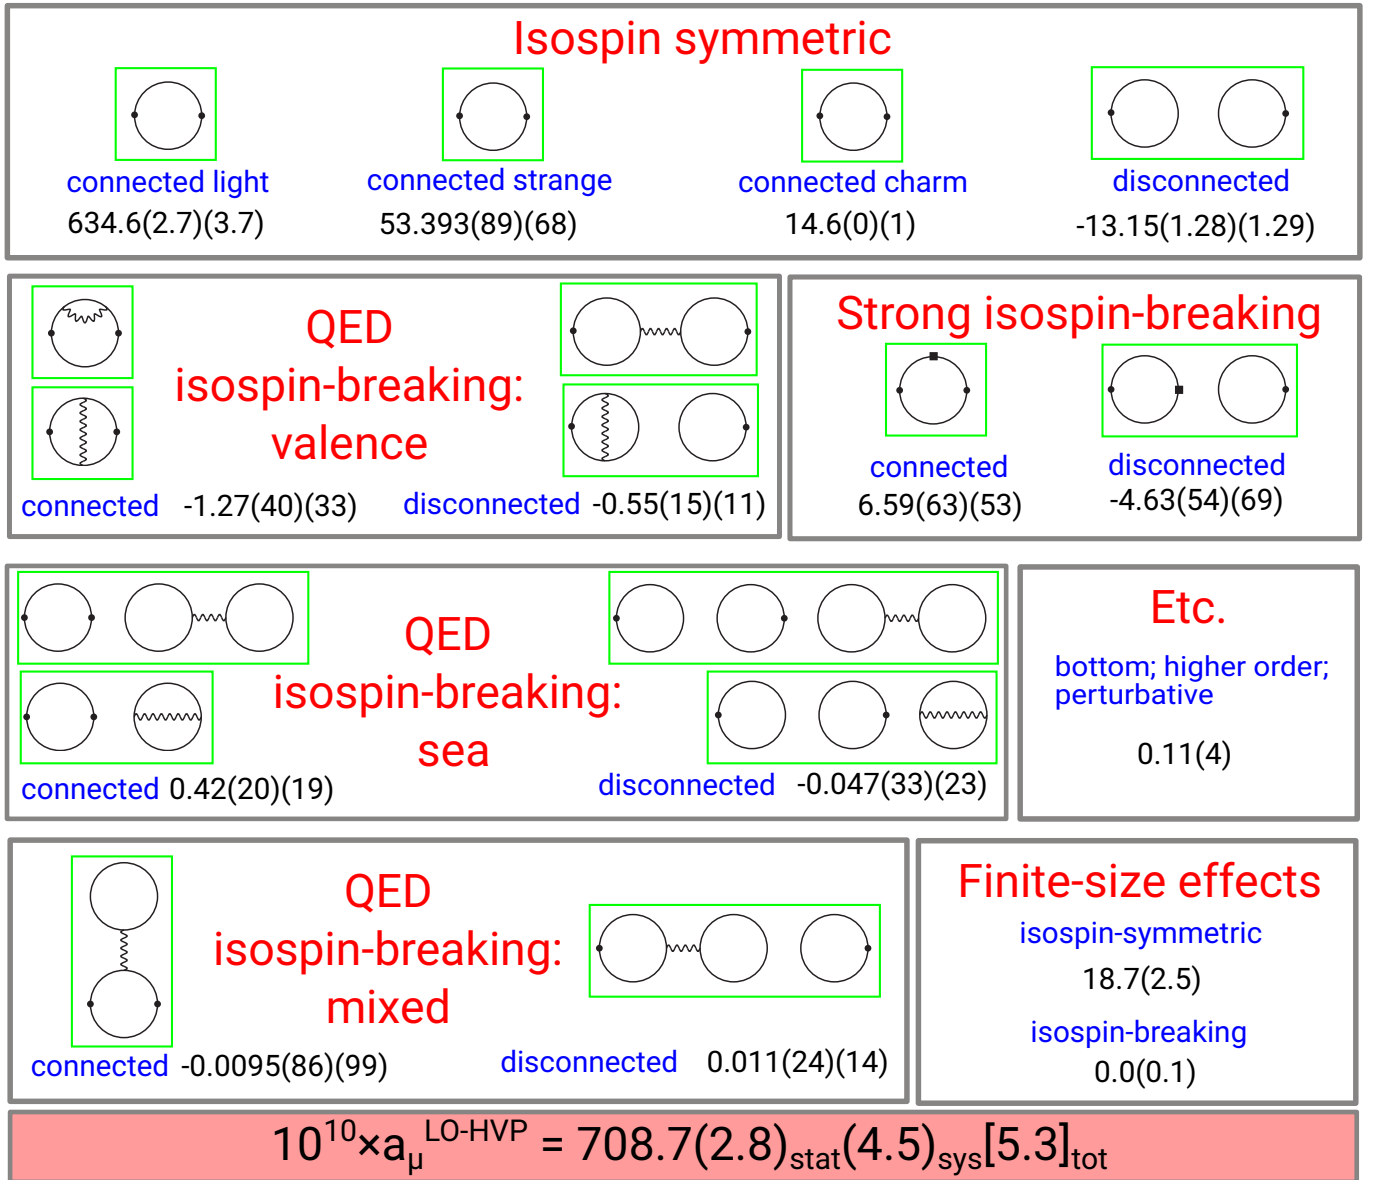 Isospin symmetric
connected light
connected strange
connected charm
disconnected
634.6(2.7)(3.7)
53.393(89)(68)
14.6(0)(1)
-13.15(1.28)(1.29)
QED
isospin-breaking:
valence
connected -1.27(40)(33)
disconnected -0.55(15)(11)
Strong isospin-breaking
connected
6.59(63)(53)
disconnected
-4.63(54)(69)
QED
isospin-breaking:
sea
connected 0.42(20)(19)
disconnected -0.047(33)(23)
Etc.
bottom; higher order;
perturbative
0.11(4)
QED
isospin-breaking:
mixed
connected -0.0095(86)(99)
disconnected 0.011(24)(14)
Finite-size effects
isospin-symmetric
18.7(2.5)
isospin-breaking
0.0(0.1)
10¹⁰×aμ^LO-HVP = 708.7(2.8)stat(4.5)sys[5.3]tot